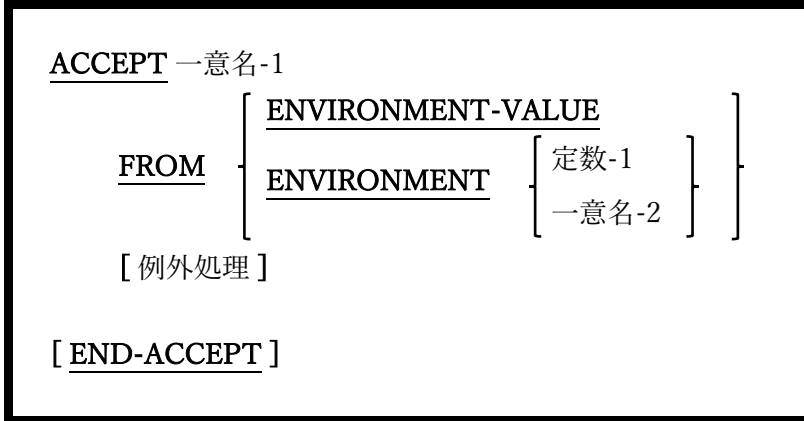 ACCEPT 一意名-1
ENVIRONMENT-VALUE
FROM ENVIRONMENT 定数-1
一意名-2
[ 例外処理 ]
[ END-ACCEPT ]